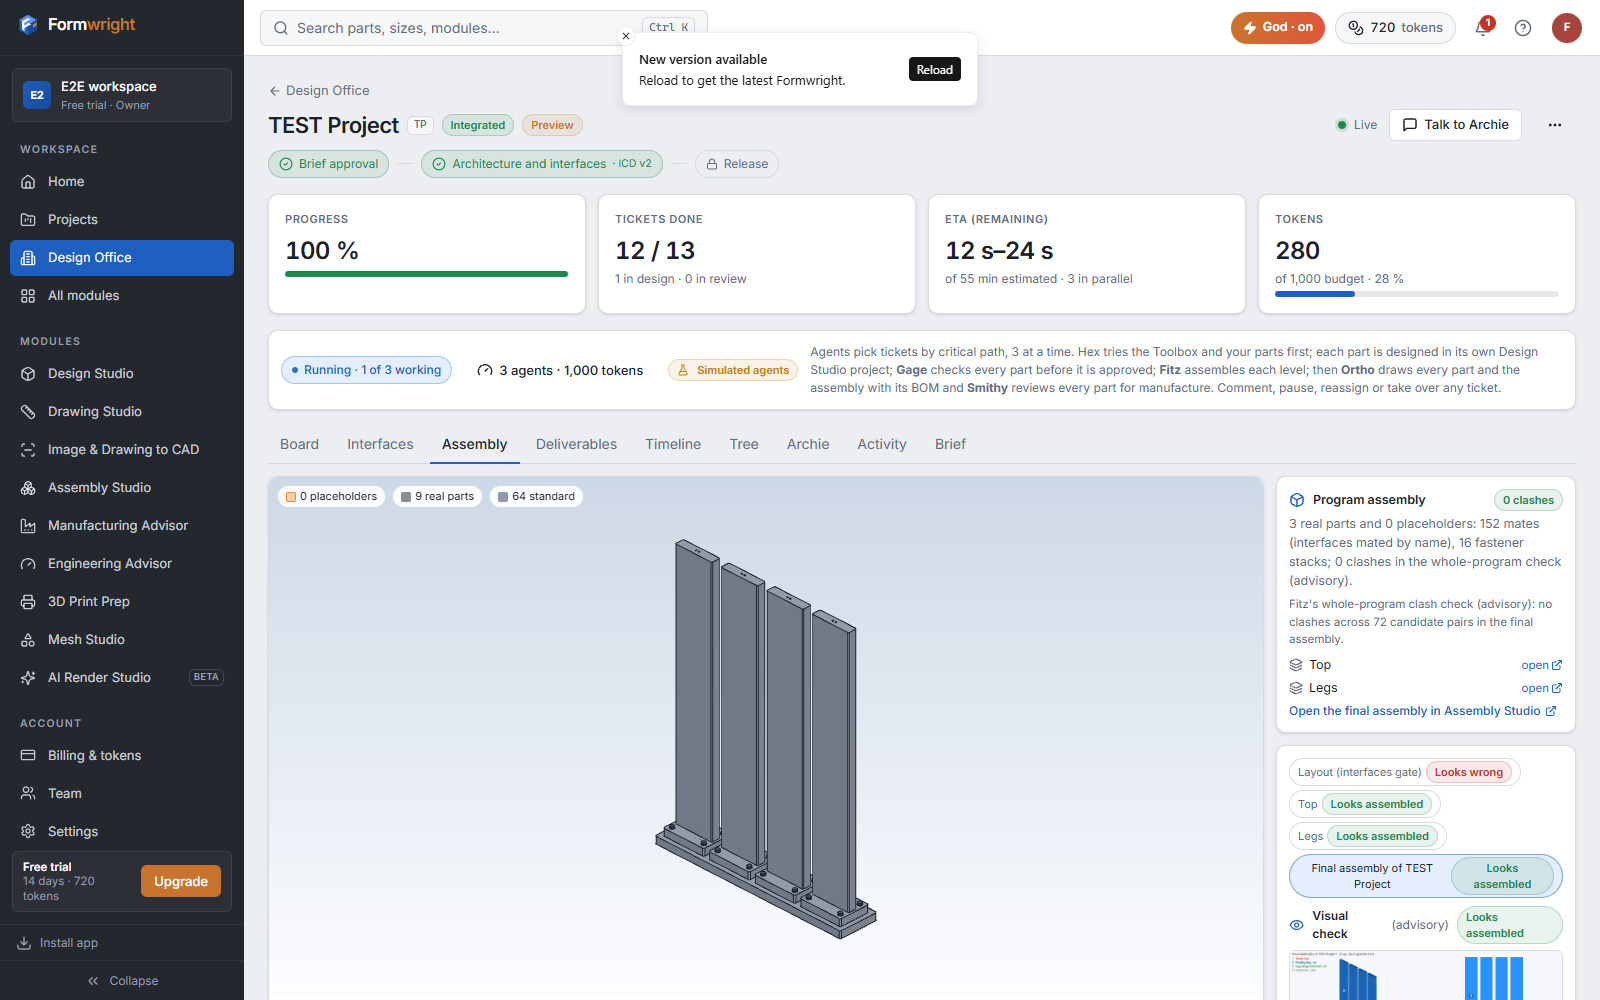 Formwright
Search parts, sizes, modules...
Ctrl K
God · on
720 tokens
1
F
New version available
Reload to get the latest Formwright.
Reload
E2
E2E workspace
Free trial · Owner
WORKSPACE
Home
Projects
Design Office
All modules
MODULES
Design Studio
Drawing Studio
Image & Drawing to CAD
Assembly Studio
Manufacturing Advisor
Engineering Advisor
3D Print Prep
Mesh Studio
AI Render Studio
BETA
ACCOUNT
Billing & tokens
Team
Settings
Free trial
14 days · 720
tokens
Upgrade
Install app
Collapse
Design Office
TEST Project
TP
Integrated
Preview
Live
Talk to Archie
Brief approval
Architecture and interfaces · ICD v2
Release
PROGRESS
100 %
TICKETS DONE
12 / 13
1 in design · 0 in review
ETA (REMAINING)
12 s–24 s
of 55 min estimated · 3 in parallel
TOKENS
280
of 1,000 budget · 28 %
Running · 1 of 3 working
3 agents · 1,000 tokens
Simulated agents
Agents pick tickets by critical path, 3 at a time. Hex tries the Toolbox and your parts first; each part is designed in its own Design
Studio project; Gage checks every part before it is approved; Fitz assembles each level; then Ortho draws every part and the
assembly with its BOM and Smithy reviews every part for manufacture. Comment, pause, reassign or take over any ticket.
Board
Interfaces
Assembly
Deliverables
Timeline
Tree
Archie
Activity
Brief
0 placeholders
9 real parts
64 standard
Program assembly
0 clashes
3 real parts and 0 placeholders: 152 mates
(interfaces mated by name), 16 fastener
stacks; 0 clashes in the whole-program check
(advisory).
Fitz's whole-program clash check (advisory): no
clashes across 72 candidate pairs in the final
assembly.
Top
open
Legs
open
Open the final assembly in Assembly Studio
Layout (interfaces gate)
Looks wrong
Top
Looks assembled
Legs
Looks assembled
Final assembly of TEST
Project
Looks
assembled
Visual
check
(advisory)
Looks
assembled